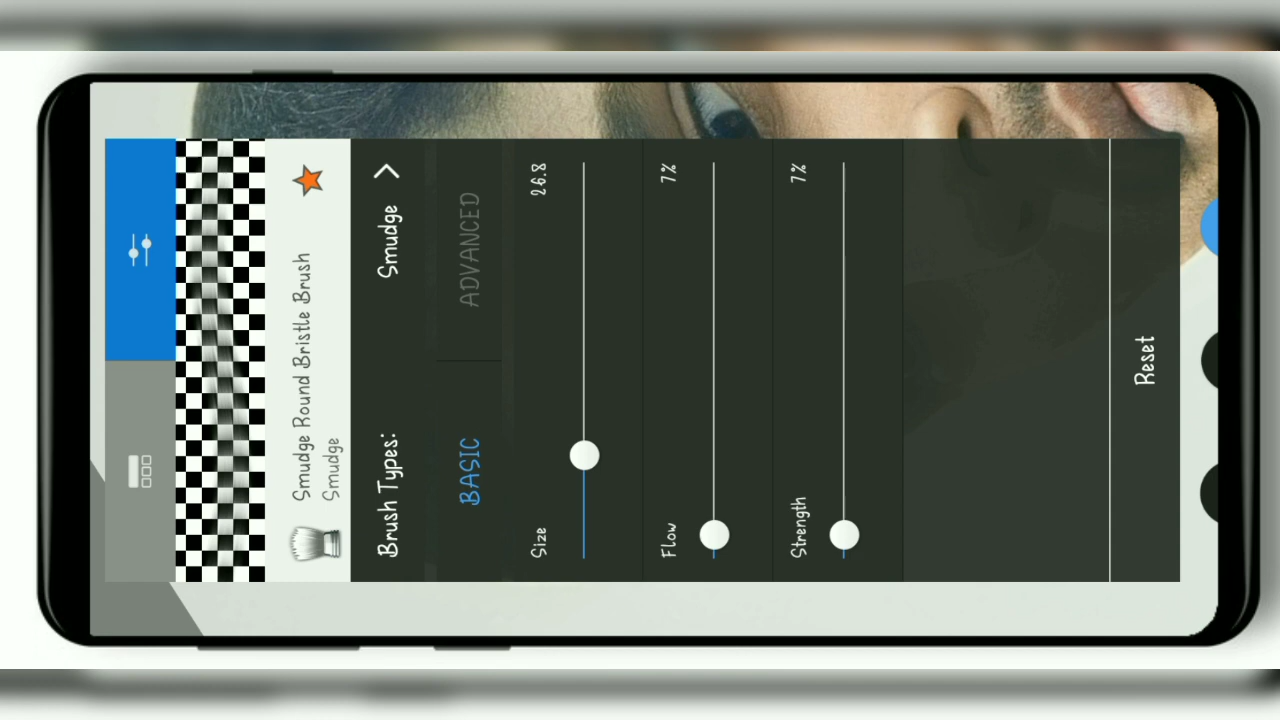 Smudge Round Bristle Brush
Smudge
Brush Types:
Smudge
BASIC
ADVANCED
Size
26.8
Flow
7%
Strength
7%
Reset